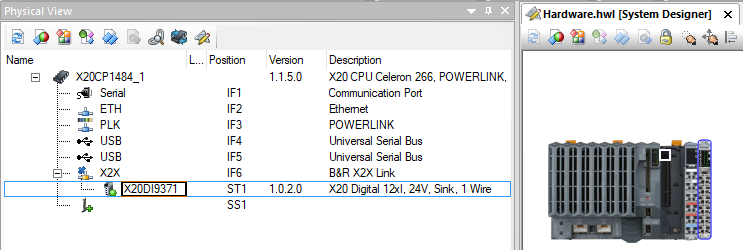 Physical View
Name L... Position Version Description
X20CP1484_1 1.1.5.0 X20 CPU Celeron 266, POWERLINK,
Serial IF1 Communication Port
ETH IF2 Ethernet
PLK IF3 POWERLINK
USB IF4 Universal Serial Bus
USB IF5 Universal Serial Bus
X2X IF6 B&R X2X Link
X20DI9371 ST1 1.0.2.0 X20 Digital 12xI, 24V, Sink, 1 Wire
SS1
Hardware.hwl [System Designer]